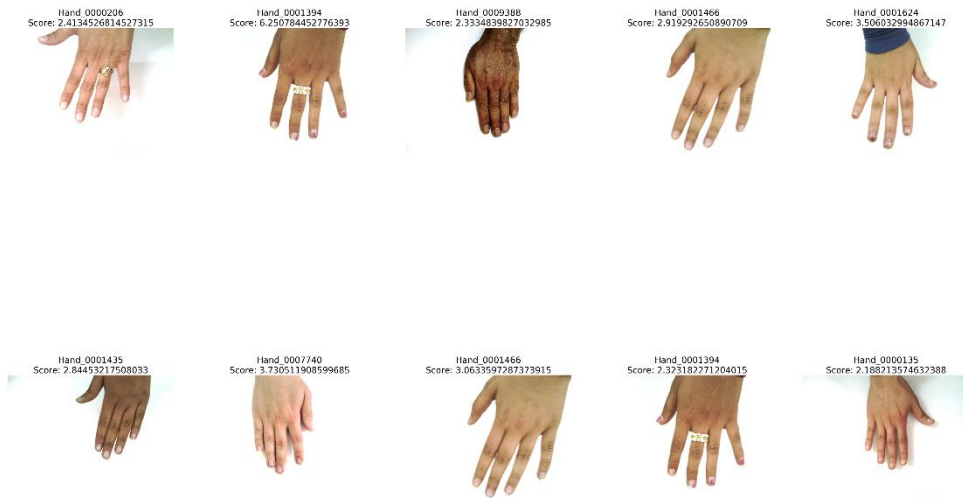 Hand_0000206
Score: 2.4134526814527315
Hand_0001394
Score: 6.250784452776393
Hand_0009388
Score: 2.3334839827032985
Hand_0001466
Score: 2.919292650890709
Hand_0001624
Score: 3.506032994867147
Hand_0001435
Score: 2.84453217508033
Hand_0007740
Score: 3.730511908599685
Hand_0001466
Score: 3.0633597287373915
Hand_0001394
Score: 2.323182271204015
Hand_0000135
Score: 2.188213574632388